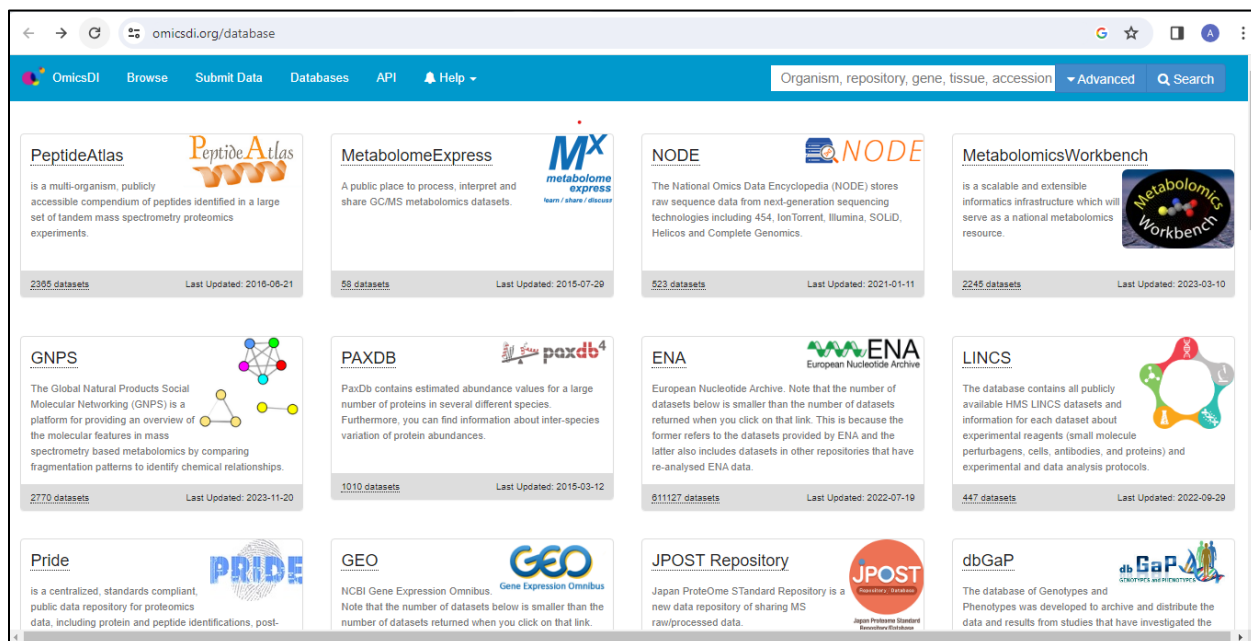 omicsdi.org/database
G
A
OmicsDI Browse Submit Data Databases API Help
Organism, repository, gene, tissue, accession Advanced Search
PeptideAtlas
PeptideAtlas
is a multi-organism, publicly
accessible compendium of peptides identified in a large
set of tandem mass spectrometry proteomics
experiments.
2365 datasets Last Updated: 2016-06-21
MetabolomeExpress
MX
metabolome
express
learn / share / discuss
A public place to process, interpret and
share GC/MS metabolomics datasets.
58 datasets Last Updated: 2015-07-29
NODE
NODE
The National Omics Data Encyclopedia (NODE) stores
raw sequence data from next-generation sequencing
technologies including 454, IonTorrent, Illumina, SOLiD,
Helicos and Complete Genomics.
523 datasets Last Updated: 2021-01-11
MetabolomicsWorkbench
Metabolomics
Workbench
is a scalable and extensible
informatics infrastructure which will
serve as a national metabolomics
resource.
2245 datasets Last Updated: 2023-03-10
GNPS
The Global Natural Products Social
Molecular Networking (GNPS) is a
platform for providing an overview of
the molecular features in mass
spectrometry based metabolomics by comparing
fragmentation patterns to identify chemical relationships.
2770 datasets Last Updated: 2023-11-20
PAXDB
paxdb4
PaxDb contains estimated abundance values for a large
number of proteins in several different species.
Furthermore, you can find information about inter-species
variation of protein abundances.
1010 datasets Last Updated: 2015-03-12
ENA
ENA
European Nucleotide Archive
European Nucleotide Archive. Note that the number of
datasets below is smaller than the number of datasets
returned when you click on that link. This is because the
former refers to the datasets provided by ENA and the
latter also includes datasets in other repositories that have
re-analysed ENA data.
611127 datasets Last Updated: 2022-07-19
LINCS
The database contains all publicly
available HMS LINCS datasets and
information for each dataset about
experimental reagents (small molecule
perturbagens, cells, antibodies, and proteins) and
experimental and data analysis protocols.
447 datasets Last Updated: 2022-09-29
Pride
PRIDE
is a centralized, standards compliant,
public data repository for proteomics
data, including protein and peptide identifications, post-
GEO
GEO
Gene Expression Omnibus
NCBI Gene Expression Omnibus.
Note that the number of datasets below is smaller than the
number of datasets returned when you click on that link.
JPOST Repository
JPOST
Repository Database
Japan Proteome Standard
Repository/Database
Japan ProteOme STandard Repository is a
new data repository of sharing MS
raw/processed data.
dbGaP
db GaP
GENOTYPES and PHENOTYPES
The database of Genotypes and
Phenotypes was developed to archive and distribute the
data and results from studies that have investigated the